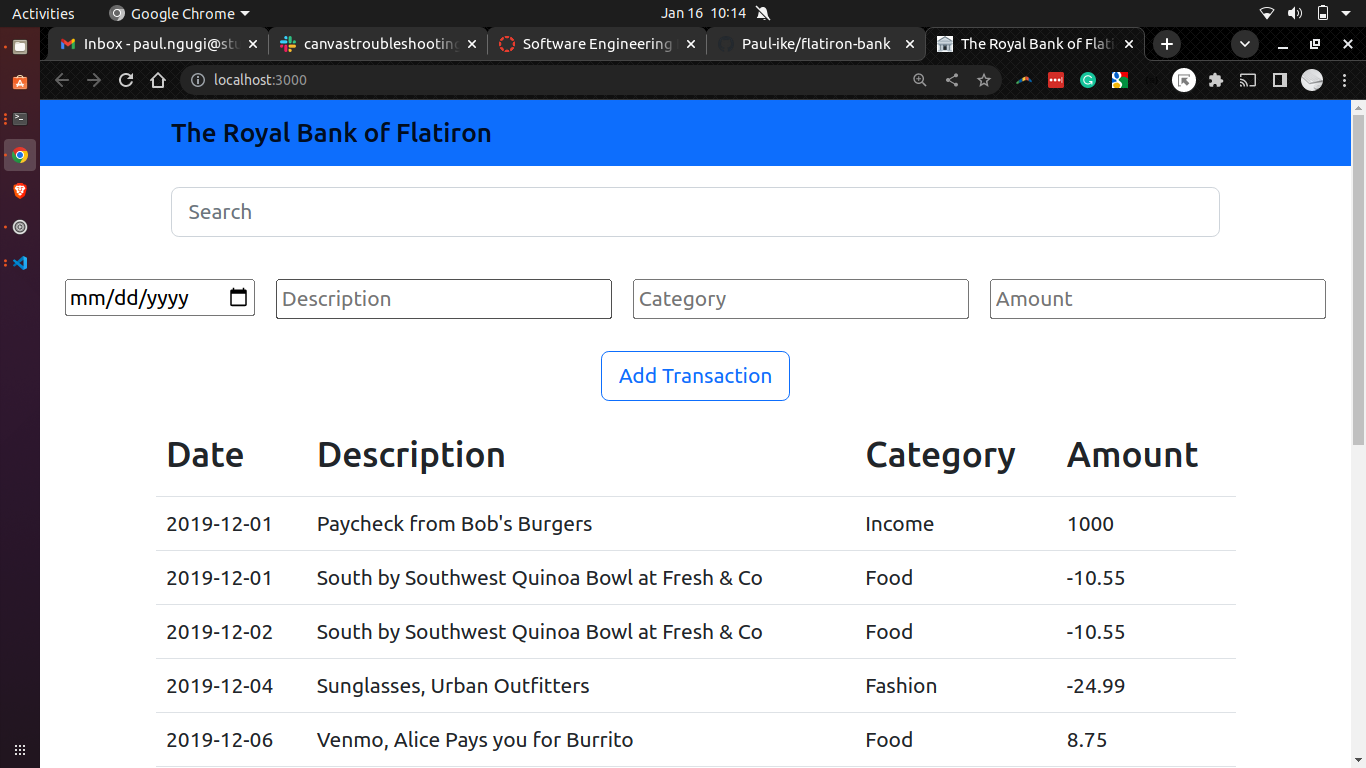 Activities Google Chrome Jan 16 10:14
Inbox - paul.ngugi@stu canvastroubleshooting Software Engineering Paul-ike/flatiron-bank The Royal Bank of Flati
localhost:3000
The Royal Bank of Flatiron
Search
mm/dd/yyyy Description Category Amount
Add Transaction
Date Description Category Amount
2019-12-01 Paycheck from Bob's Burgers Income 1000
2019-12-01 South by Southwest Quinoa Bowl at Fresh & Co Food -10.55
2019-12-02 South by Southwest Quinoa Bowl at Fresh & Co Food -10.55
2019-12-04 Sunglasses, Urban Outfitters Fashion -24.99
2019-12-06 Venmo, Alice Pays you for Burrito Food 8.75